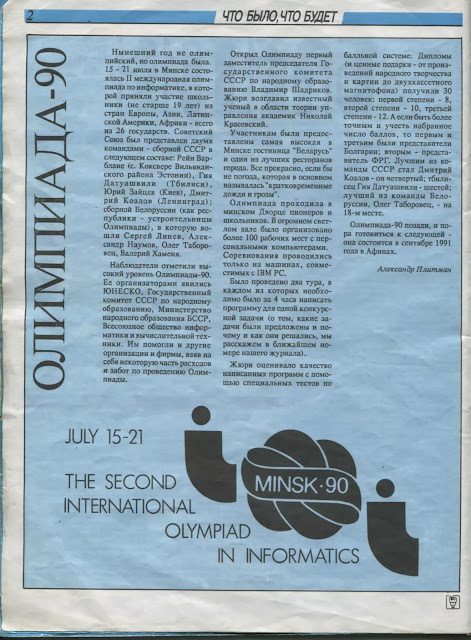 2
ЧТО БЫЛО, ЧТО БУДЕТ
ОЛИМПИАДА-90
Нынешний год не олим-
пийский, но олимпиада была.
15 - 21 июля в Минске состо-
ялась II международная олим-
пиада по информатике, в кото-
рой приняли участие школь-
ники (не старше 19 лет) из
стран Европы, Азии, Латин-
ской Америки, Африки - всего
из 26 государств. Советский
Союз был представлен двумя
командами - сборной СССР в
следующем составе: Рейн Вар-
блане (с. Коксвере Вильянди-
ского района Эстонии), Гия
Датуашвили (Тбилиси),
Юрий Зайцев (Киев), Дмит-
рий Козлов (Ленинград);
сборной Белоруссии (как рес-
публики - устроительницы
Олимпиады), в которую во-
шли Сергей Линев, Алек-
сандр Наумов, Олег Таборо-
вец, Валерий Хаменя.
Наблюдатели отметили вы-
сокий уровень Олимпиады-90.
Ее организаторами явились
ЮНЕСКО, Государственный
комитет СССР по народному
образованию, Министерство
народного образования БССР,
Всесоюзное общество инфор-
матики и вычислительной тех-
ники. Им помогли и другие
организации и фирмы, взяв на
себя некоторую часть расходов
и забот по проведению Олим-
пиады.
Открыл Олимпиаду первый
заместитель председателя Го-
сударственного комитета
СССР по народному образо-
ванию Владимир Шадриков.
Жюри возглавил известный
ученый в области теории уп-
равления академик Николай
Красовский.
Участникам были предос-
тавлены самая высокая в
Минске гостиница "Беларусь"
и один из лучших ресторанов
города. Все прекрасно, если бы
не погода, которая в основном
называлась "кратковременные
дожди и грозы".
Олимпиада проходила в
минском Дворце пионеров и
школьников. В огромном свет-
лом зале было организовано
более 100 рабочих мест с пер-
сональными компьютерами.
Соревнования проводились
только на машинах, совме-
стимых с IBM PC.
Было проведено два тура, в
каждом из которых необхо-
димо было за 4 часа написать
программу для одной конкурс-
ной задачи (о том, какие за-
дачи были предложены и по-
чему и как они решались, мы
расскажем в ближайшем но-
мере нашего журнала).
Жюри оценивало качество
написанных программ с помо-
щью специальных тестов по
балльной системе. Дипломы
(и ценные подарки - от произ-
ведений народного творчества
и картин до двухкассетного
магнитофона) получили 30
человек: первой степени - 8,
второй степени - 10, третьей
степени - 12. А если быть более
точным и учесть набранное
число баллов, то первым и
третьим были представители
Болгарии; вторым - предста-
витель ФРГ. Лучшим из ко-
манды СССР стал Дмитрий
Козлов - он четвертый; тбили-
сец Гия Датуашвили - шестой;
лучший из команды Бело-
руссии, Олег Таборовец, - на
18-м месте.
Олимпиада-90 позади, и по-
ра готовиться к следующей -
она состоится в сентябре 1991
года в Афинах.
Александр Плитман
JULY 15-21
THE SECOND
INTERNATIONAL
OLYMPIAD
IN INFORMATICS
MINSK·90